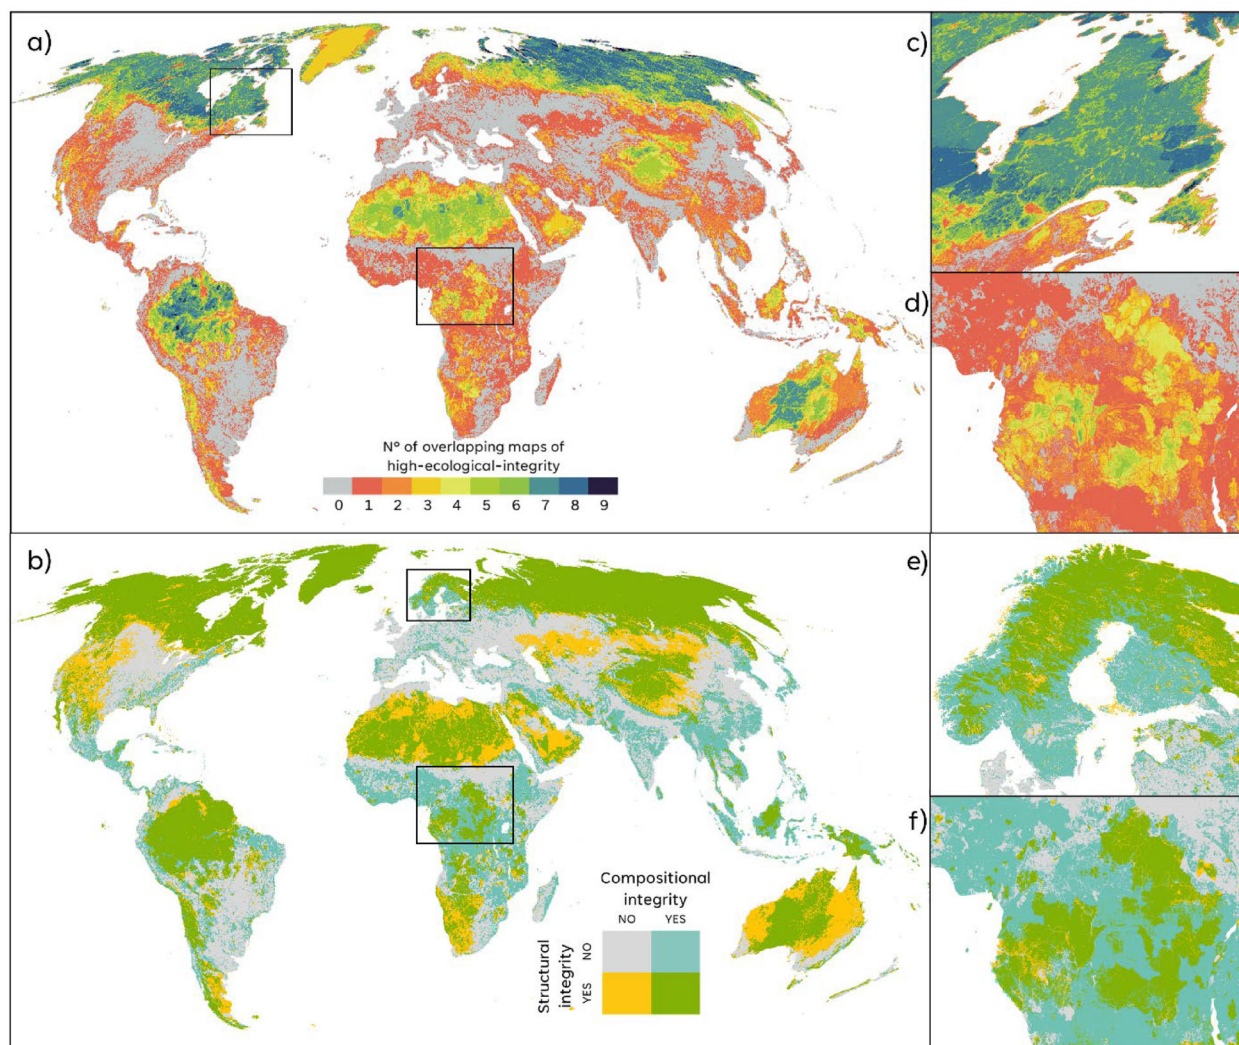 a)
c)
d)
N° of overlapping maps of
high-ecological-integrity
0 1 2 3 4 5 6 7 8 9
b)
e)
f)
Compositional
integrity
NO YES
Structural
integrity
NO
YES